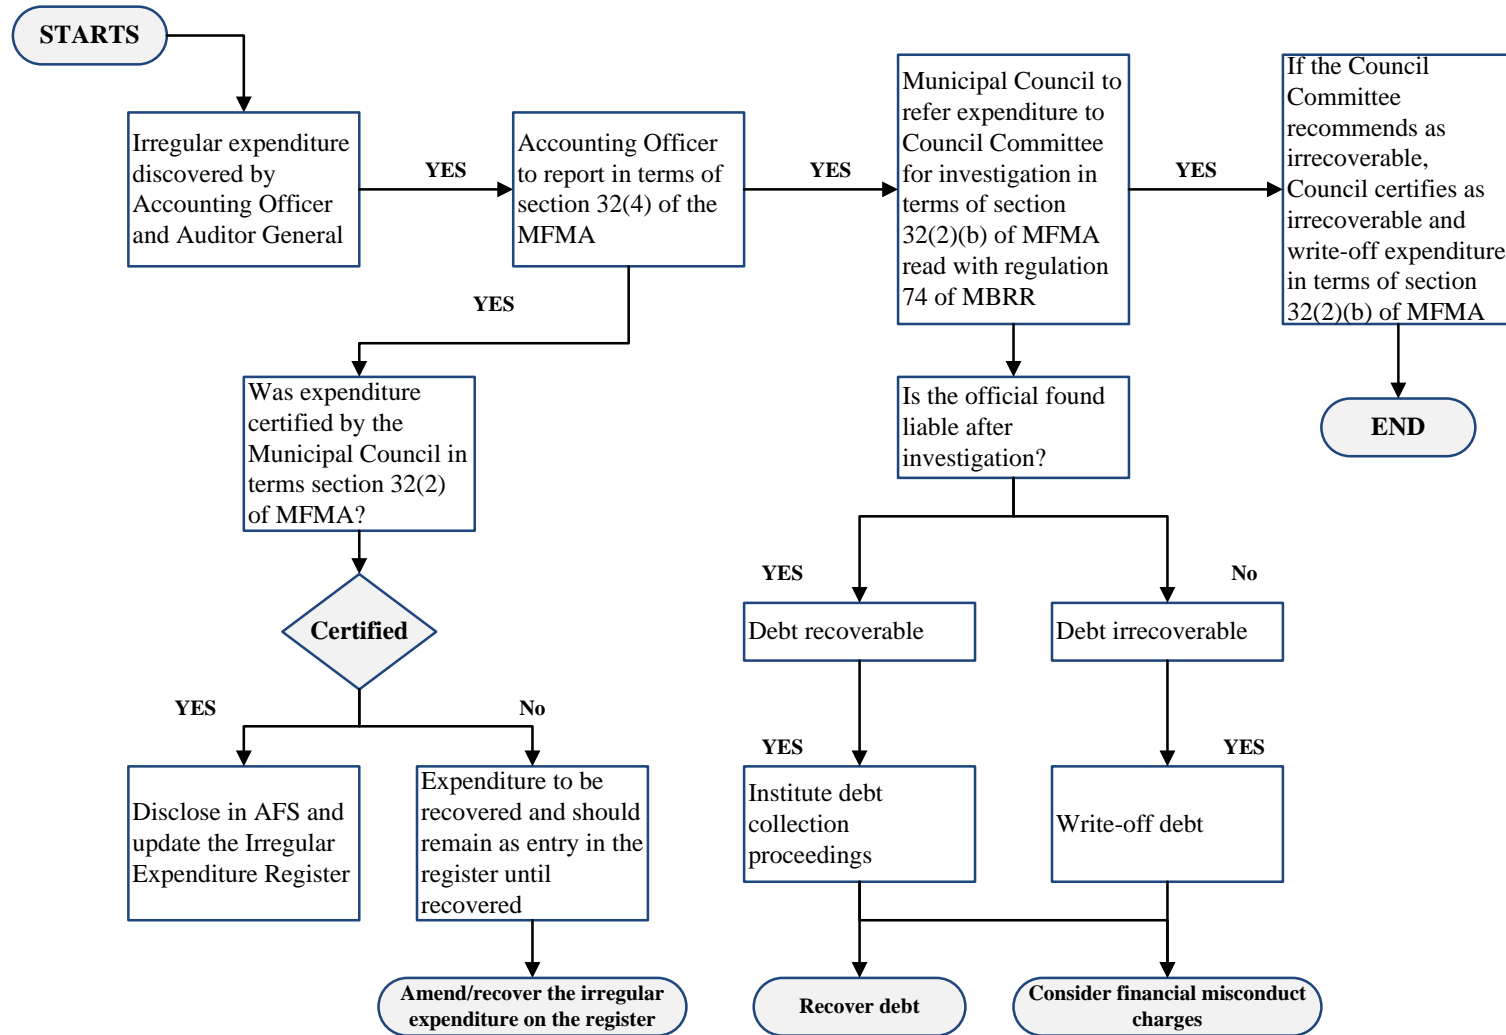 STARTS
Irregular expenditure
discovered by
Accounting Officer
and Auditor General
YES
Accounting Officer
to report in terms of
section 32(4) of the
MFMA
YES
Municipal Council to
refer expenditure to
Council Committee
for investigation in
terms of section
32(2)(b) of MFMA
read with regulation
74 of MBRR
YES
If the Council
Committee
recommends as
irrecoverable,
Council certifies as
irrecoverable and
write-off expenditure
in terms of section
32(2)(b) of MFMA
END
YES
Was expenditure
certified by the
Municipal Council in
terms section 32(2)
of MFMA?
Certified
YES
No
Disclose in AFS and
update the Irregular
Expenditure Register
Expenditure to be
recovered and should
remain as entry in the
register until
recovered
Amend/recover the irregular
expenditure on the register
Is the official found
liable after
investigation?
YES
No
Debt recoverable
Debt irrecoverable
YES
YES
Institute debt
collection
proceedings
Write-off debt
Recover debt
Consider financial misconduct
charges